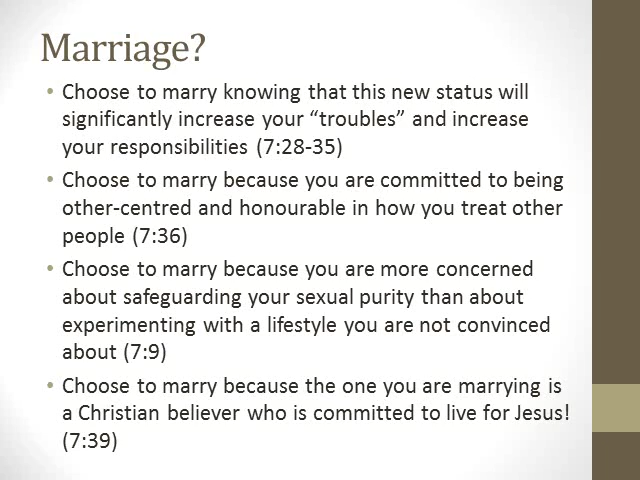 Marriage?
• Choose to marry knowing that this new status will
significantly increase your “troubles” and increase
your responsibilities (7:28-35)
• Choose to marry because you are committed to being
other-centred and honourable in how you treat other
people (7:36)
• Choose to marry because you are more concerned
about safeguarding your sexual purity than about
experimenting with a lifestyle you are not convinced
about (7:9)
• Choose to marry because the one you are marrying is
a Christian believer who is committed to live for Jesus!
(7:39)